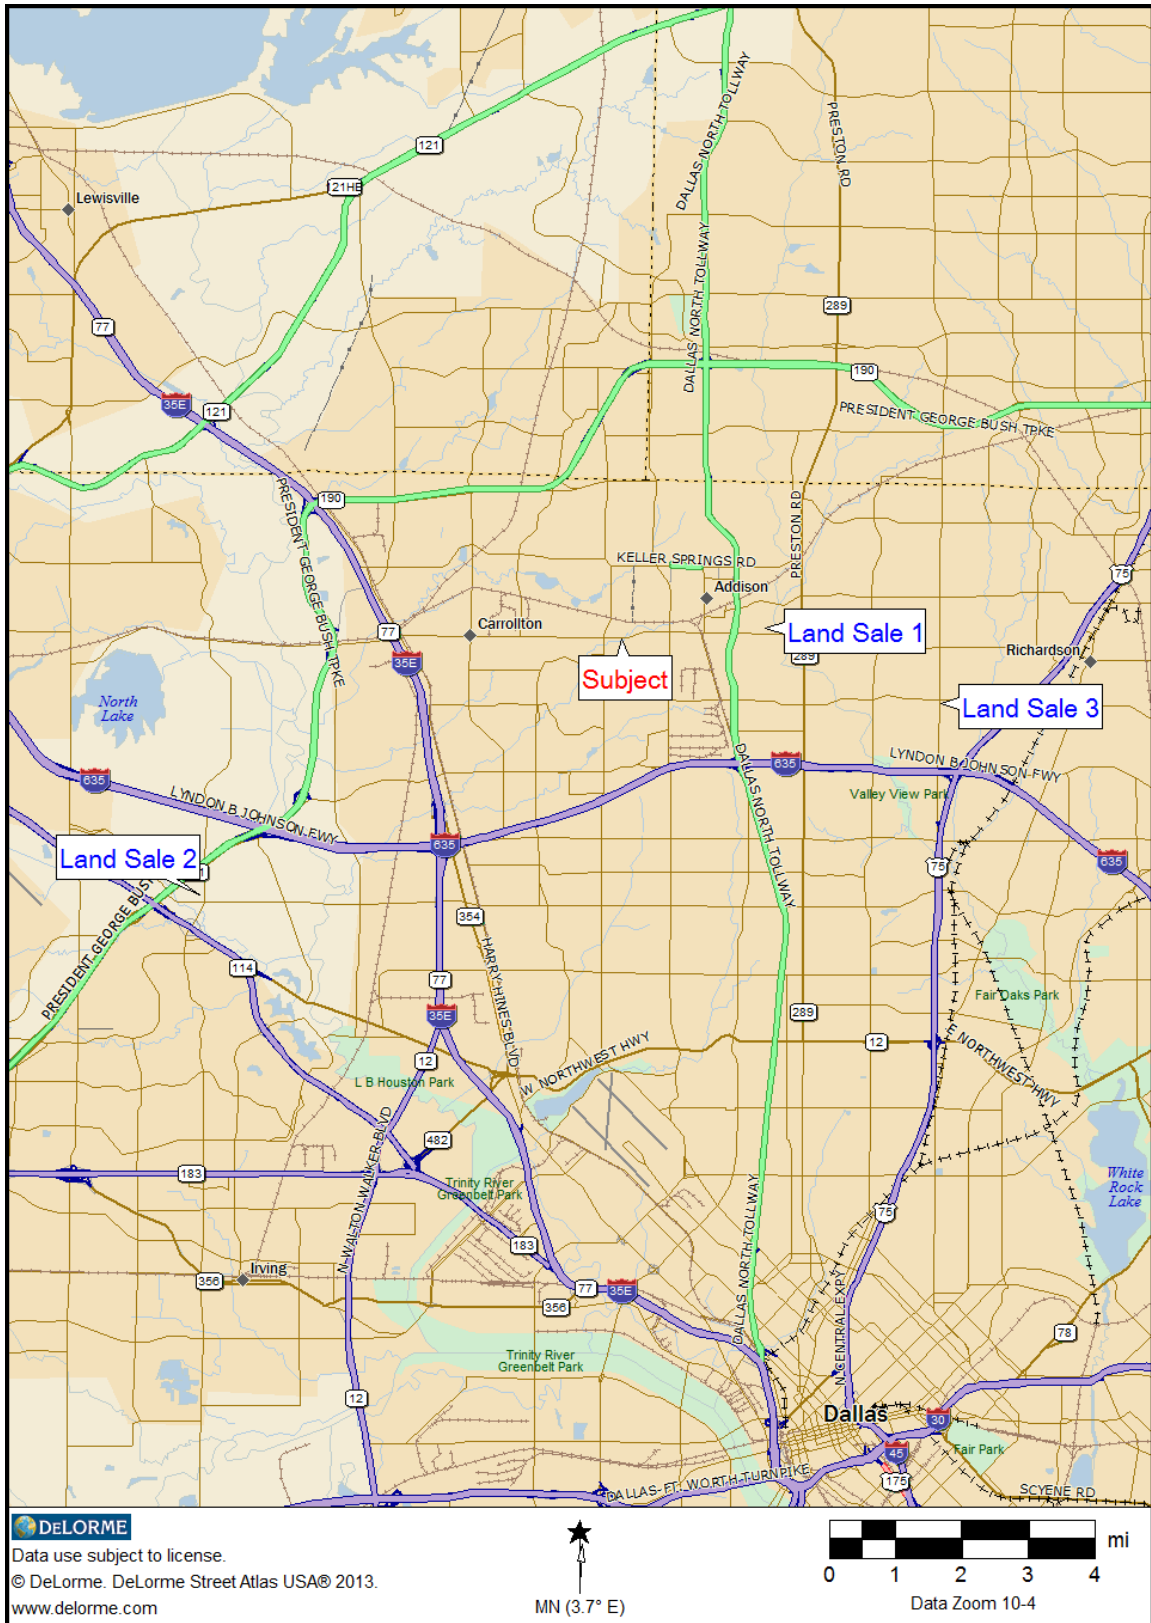 DALLAS NORTH TOLLWAY
PRESTON RD
121
121HB
Lewisville
DALLAS NORTH TOLLWAY
289
77
DALLAS NORTH TOLLWAY
190
35E
121
PRESIDENT GEORGE BUSH TPKE
190
PRESIDENT GEORGE BUSH TPKE
PRESTON RD
KELLER SPRINGS RD
75
Addison
Carrollton
77
Land Sale 1
289
Richardson
35E
Subject
North
Lake
Land Sale 3
635
635
LYNDON B JOHNSON FWY
LYNDON B JOHNSON FWY
DALLAS NORTH TOLLWAY
Valley View Park
635
Land Sale 2
75
635
PRESIDENT GEORGE BUSH
354
HARRY HINES BLVD
114
77
Fair Oaks Park
35E
289
12
12
W NORTHWEST HWY
E NORTHWEST HWY
L B Houston Park
N WALTON WALKER BLVD
482
183
Trinity River
Greenbelt Park
White
Rock
Lake
75
183
DALLAS NORTH TOLLWAY
Irving
356
77
35E
356
N CENTRAL EXPY
78
Trinity River
Greenbelt Park
12
Dallas
30
45
Fair Park
175
DALLAS-FT. WORTH TURNPIKE
SCYENE RD
DELORME
Data use subject to license.
© DeLorme. DeLorme Street Atlas USA® 2013.
www.delorme.com
MN (3.7° E)
mi
0 1 2 3 4
Data Zoom 10-4